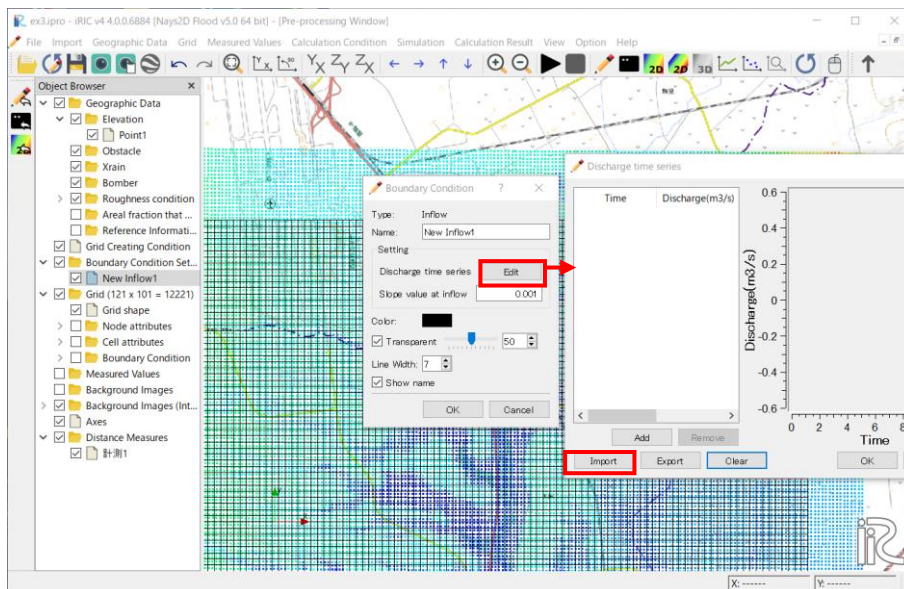 ex3.ipro - iRIC v4 4.0.0.6884 [Nays2D Flood v5.0 64 bit] - [Pre-processing Window]
File Import Geographic Data Grid Measured Values Calculation Condition Simulation Calculation Result View Option Help
2D 2D 3D
Object Browser
Geographic Data
Elevation
Point1
Obstacle
Xrain
Bomber
Roughness condition
Areal fraction that ...
Reference Informati...
Grid Creating Condition
Boundary Condition Set...
New Inflow1
Grid (121 x 101 = 12221)
Grid shape
Node attributes
Cell attributes
Boundary Condition
Measured Values
Background Images
Background Images (Int...
Axes
Distance Measures
計測1
Boundary Condition ?
Type: Inflow
Name: New Inflow1
Setting
Discharge time series Edit
Slope value at inflow 0.001
Color:
Transparent 50
Line Width: 7
Show name
OK Cancel
Discharge time series
Time Discharge(m3/s)
Add Remove
Import Export Clear OK
Discharge(m3/s)
0.6
0.4
0.2
0
-0.2
-0.4
-0.6
0 2 4 6 8
Time
iRIC
X: ------ Y: ------